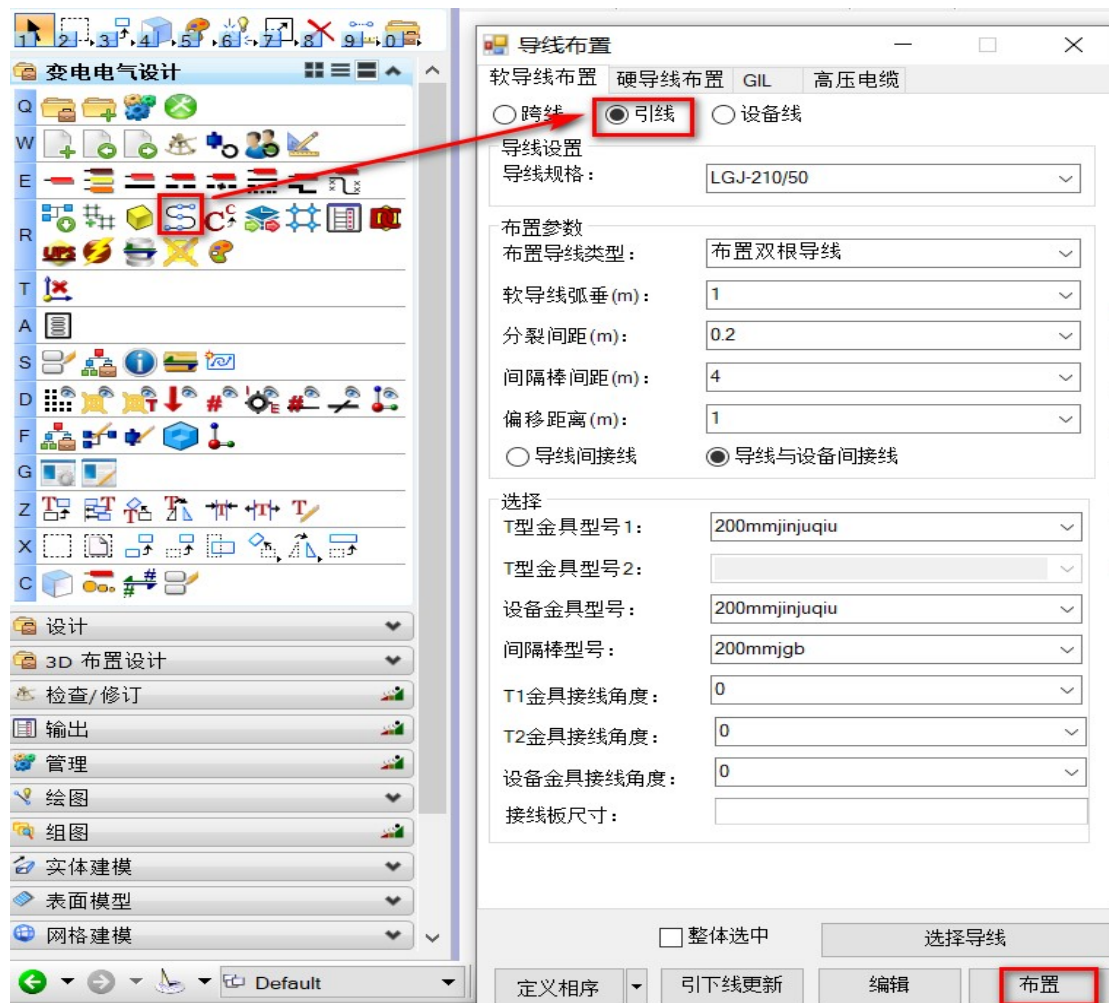 1 2 3 4 5 6 7 8 9 0
变电电气设计
Q
W
E
R
UPS
T
A
S
D
F
G
Z
X
C
设计
3D 布置设计
检查/修订
输出
管理
绘图
组图
实体建模
表面模型
网格建模
Default
导线布置
软导线布置 硬导线布置 GIL 高压电缆
跨线 引线 设备线
导线设置
导线规格： LGJ-210/50
布置参数
布置导线类型： 布置双根导线
软导线弧垂(m)： 1
分裂间距(m)： 0.2
间隔棒间距(m)： 4
偏移距离(m)： 1
导线间接线 导线与设备间接线
选择
T型金具型号1： 200mmjinjuqiu
T型金具型号2：
设备金具型号： 200mmjinjuqiu
间隔棒型号： 200mmjgb
T1金具接线角度： 0
T2金具接线角度： 0
设备金具接线角度： 0
接线板尺寸：
整体选中 选择导线
定义相序 引下线更新 编辑 布置